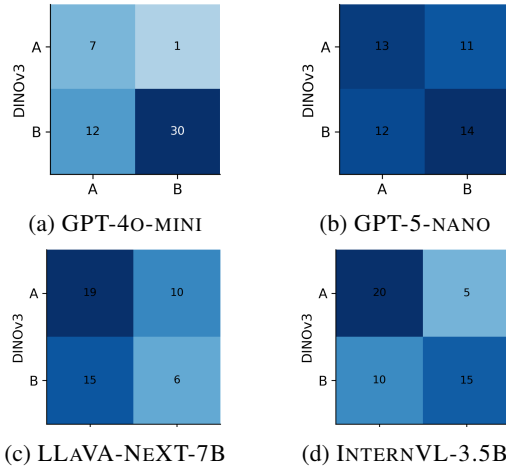 A
7
1
DINOv3
B
12
30
A
B
(a) GPT-4O-MINI
A
13
11
DINOv3
B
12
14
A
B
(b) GPT-5-NANO
A
19
10
DINOv3
B
15
6
(c) LLAVA-NEXT-7B
A
20
5
DINOv3
B
10
15
(d) INTERNVL-3.5B